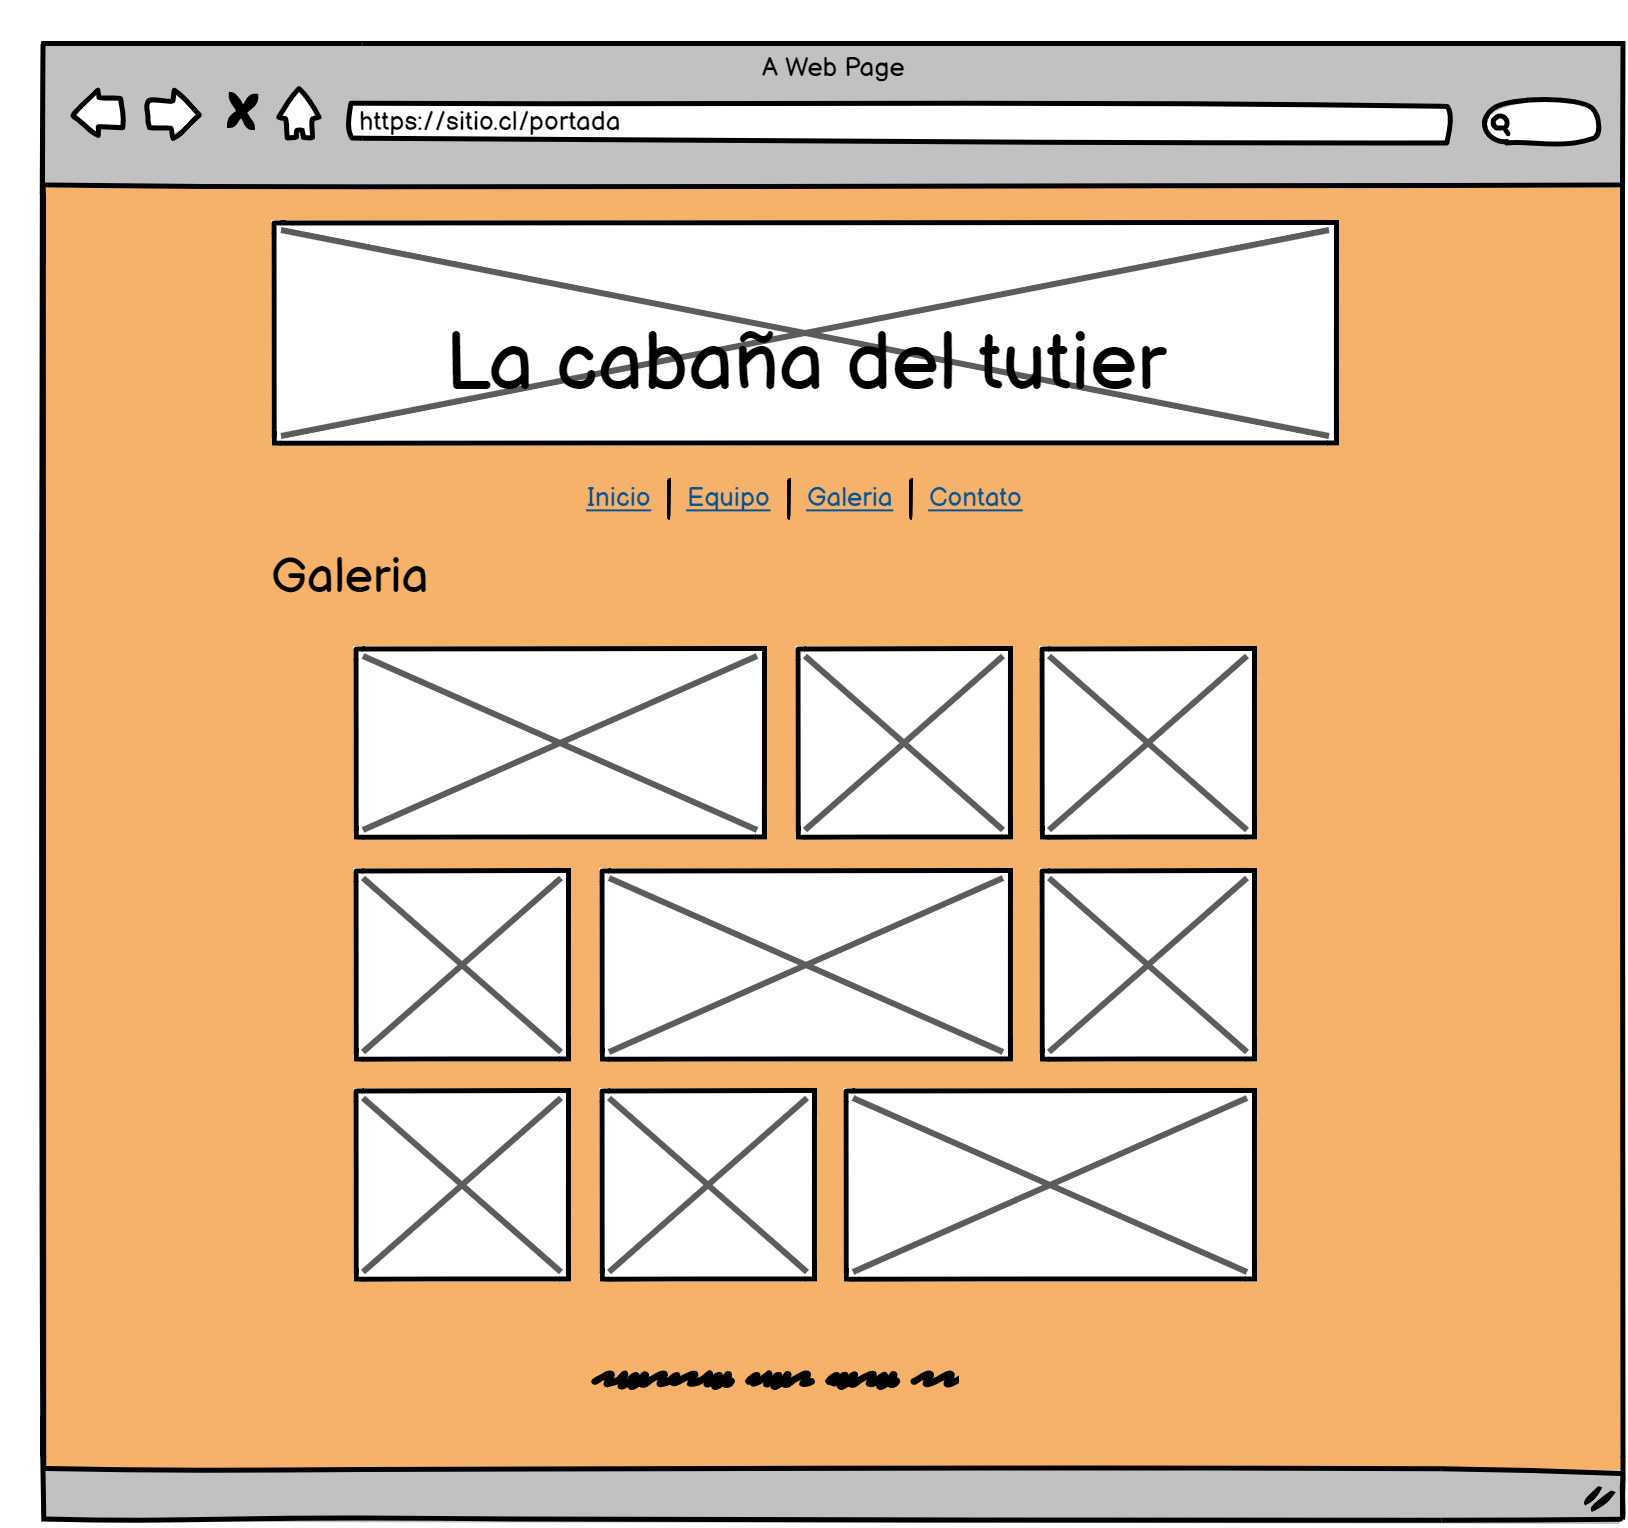 A Web Page
https://sitio.cl/portada
La cabaña del tutier
Inicio Equipo Galeria Contato
Galeria